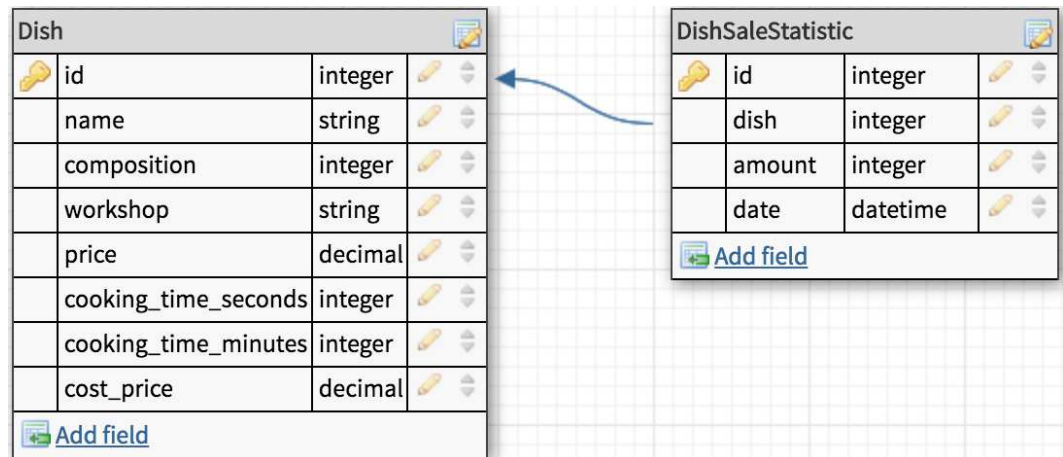 Dish
id integer
name string
composition integer
workshop string
price decimal
cooking_time_seconds integer
cooking_time_minutes integer
cost_price decimal
Add field
DishSaleStatistic
id integer
dish integer
amount integer
date datetime
Add field